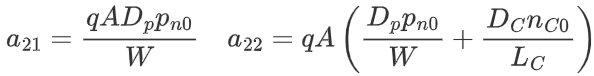 $a_{21} = \frac{qAD_p p_{n0}}{W} \quad a_{22} = qA\left(\frac{D_p p_{n0}}{W} + \frac{D_C n_{C0}}{L_C}\right)$